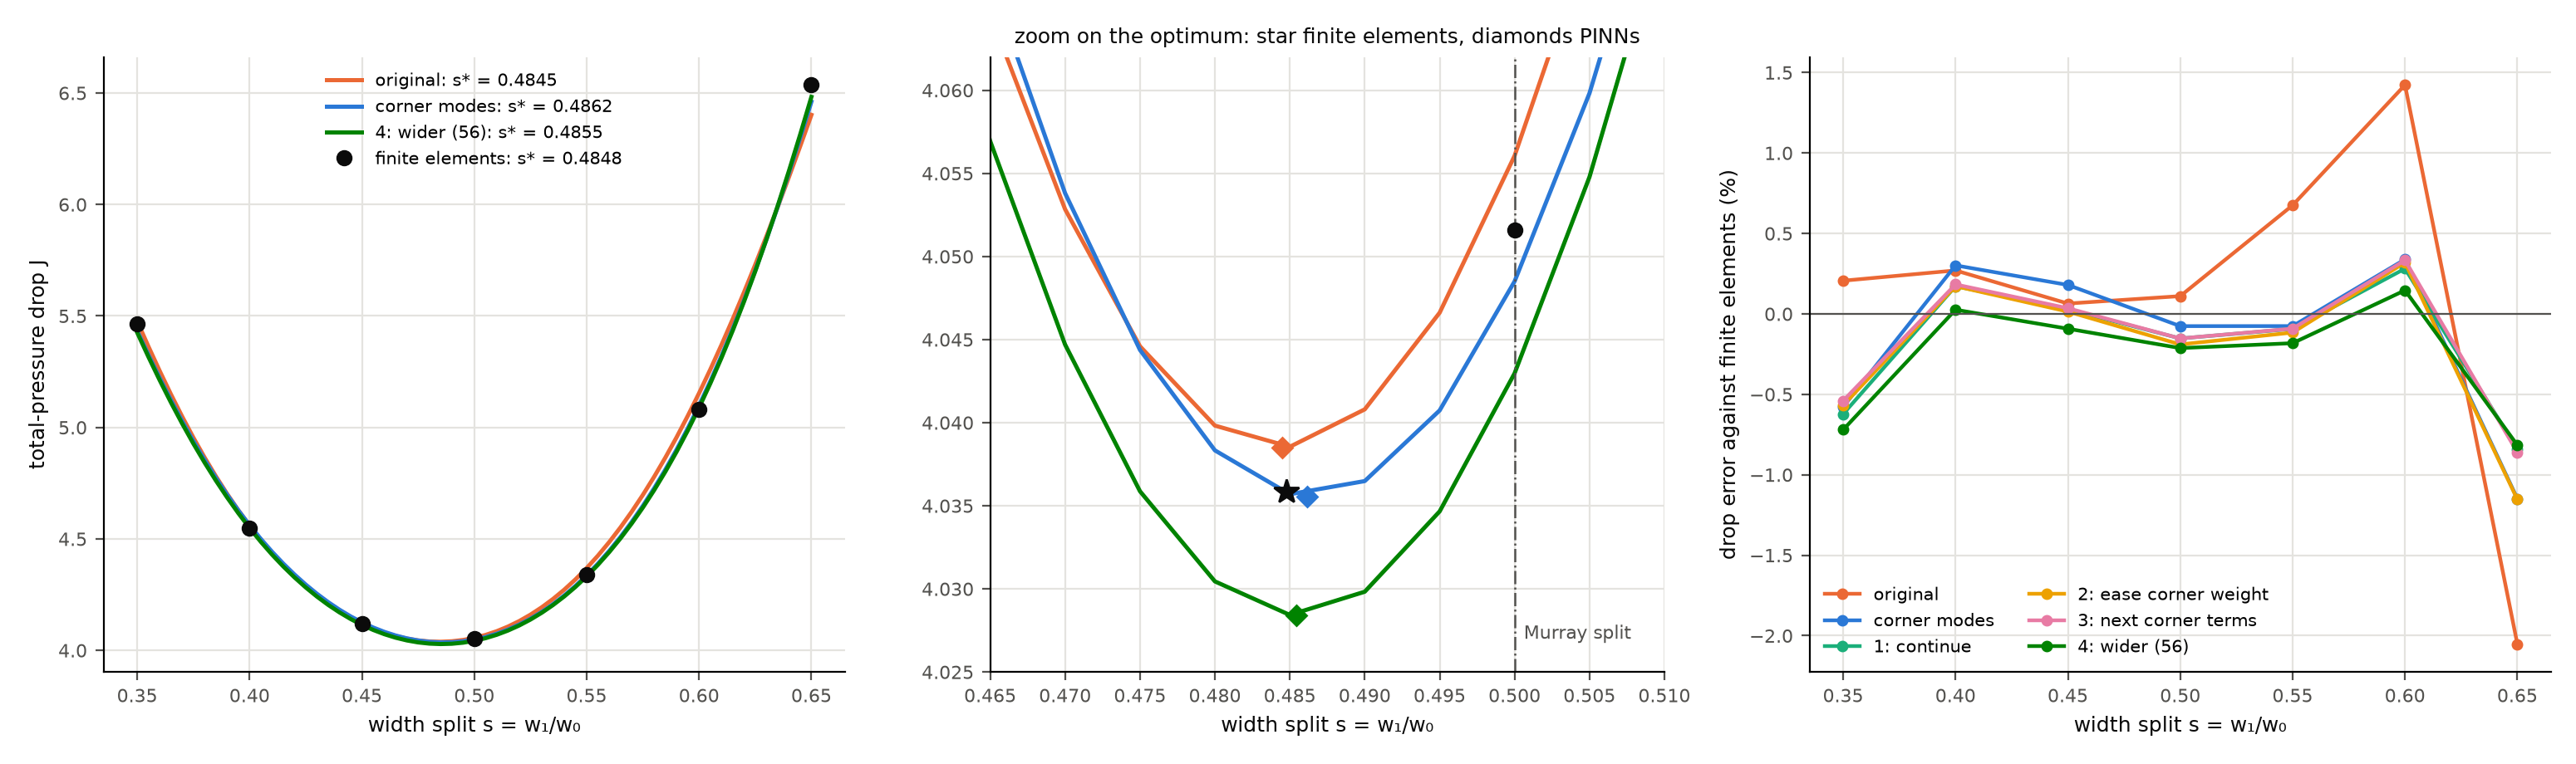 zoom on the optimum: star finite elements, diamonds PINNs
original: s* = 0.4845
corner modes: s* = 0.4862
4: wider (56): s* = 0.4855
finite elements: s* = 0.4848
total-pressure drop J
6.5
6.0
5.5
5.0
4.5
4.0
0.35 0.40 0.45 0.50 0.55 0.60 0.65
width split s = w₁/w₀
4.060
4.055
4.050
4.045
4.040
4.035
4.030
4.025
Murray split
0.465 0.470 0.475 0.480 0.485 0.490 0.495 0.500 0.505 0.510
width split s = w₁/w₀
drop error against finite elements (%)
1.5
1.0
0.5
0.0
−0.5
−1.0
−1.5
−2.0
original
corner modes
1: continue
2: ease corner weight
3: next corner terms
4: wider (56)
0.35 0.40 0.45 0.50 0.55 0.60 0.65
width split s = w₁/w₀